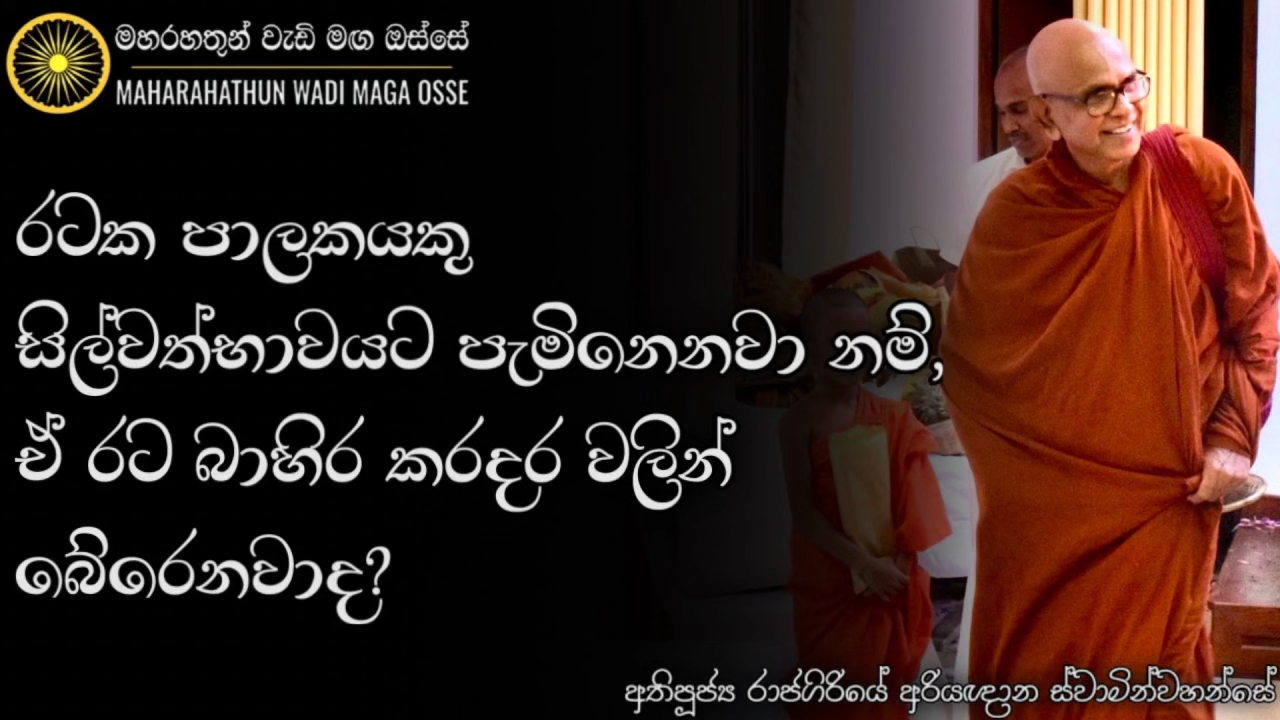 මහරහතුන් වැඩි මඟ ඔස්සේ
MAHARAHATHUN WADI MAGA OSSE
රටක පාලකයකු
සිල්වත්භාවයට පැමිනෙනවා නම්,
ඒ රට බාහිර කරදර වලින්
බේරෙනවාද?
අතිපූජ්‍ය රාජගිරියේ අරියඥාන ස්වාමින්වහන්සේ